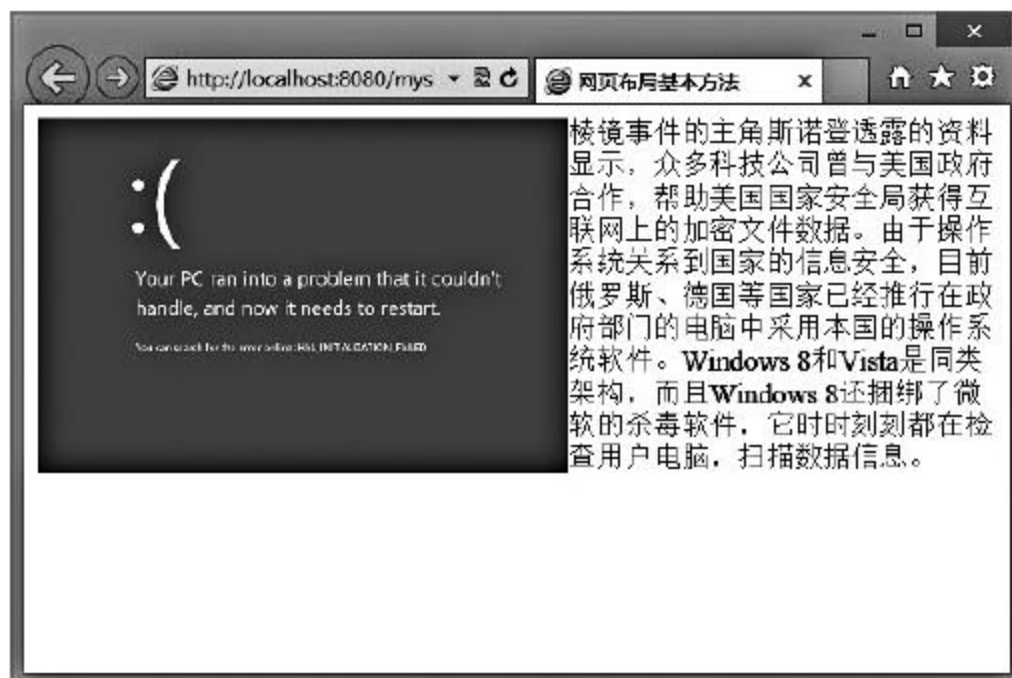 http://localhost:8080/mys
网页布局基本方法
:(
Your PC ran into a problem that it couldn't
handle, and now it needs to restart.
You can search for the error online: HAL_INITIALIZATION_FAILED
棱镜事件的主角斯诺登透露的资料
显示，众多科技公司曾与美国政府
合作，帮助美国国家安全局获得互
联网上的加密文件数据。由于操作
系统关系到国家的信息安全，目前
俄罗斯、德国等国家已经推行在政
府部门的电脑中采用本国的操作系
统软件。Windows 8和Vista是同类
架构，而且Windows 8还捆绑了微
软的杀毒软件，它时时刻刻都在检
查用户电脑，扫描数据信息。